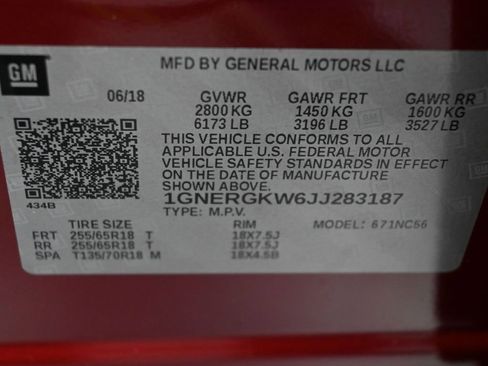 GM
MFD BY GENERAL MOTORS LLC
06/18 GVWR GAWR FRT GAWR RR
2800 KG 1450 KG 1600 KG
6173 LB 3196 LB 3527 LB
THIS VEHICLE CONFORMS TO ALL
APPLICABLE U.S. FEDERAL MOTOR
VEHICLE SAFETY STANDARDS IN EFFECT
ON THE DATE OF MANUFACTURE
SHOWN ABOVE.
434B
1GNERGKW6JJ283187
TYPE: M.P.V. MODEL: 671NC56
TIRE SIZE RIM
FRT 255/65R18 T 18X7.5J
RR 255/65R18 T 18X7.5J
SPA T135/70R18 M 18X4.5B